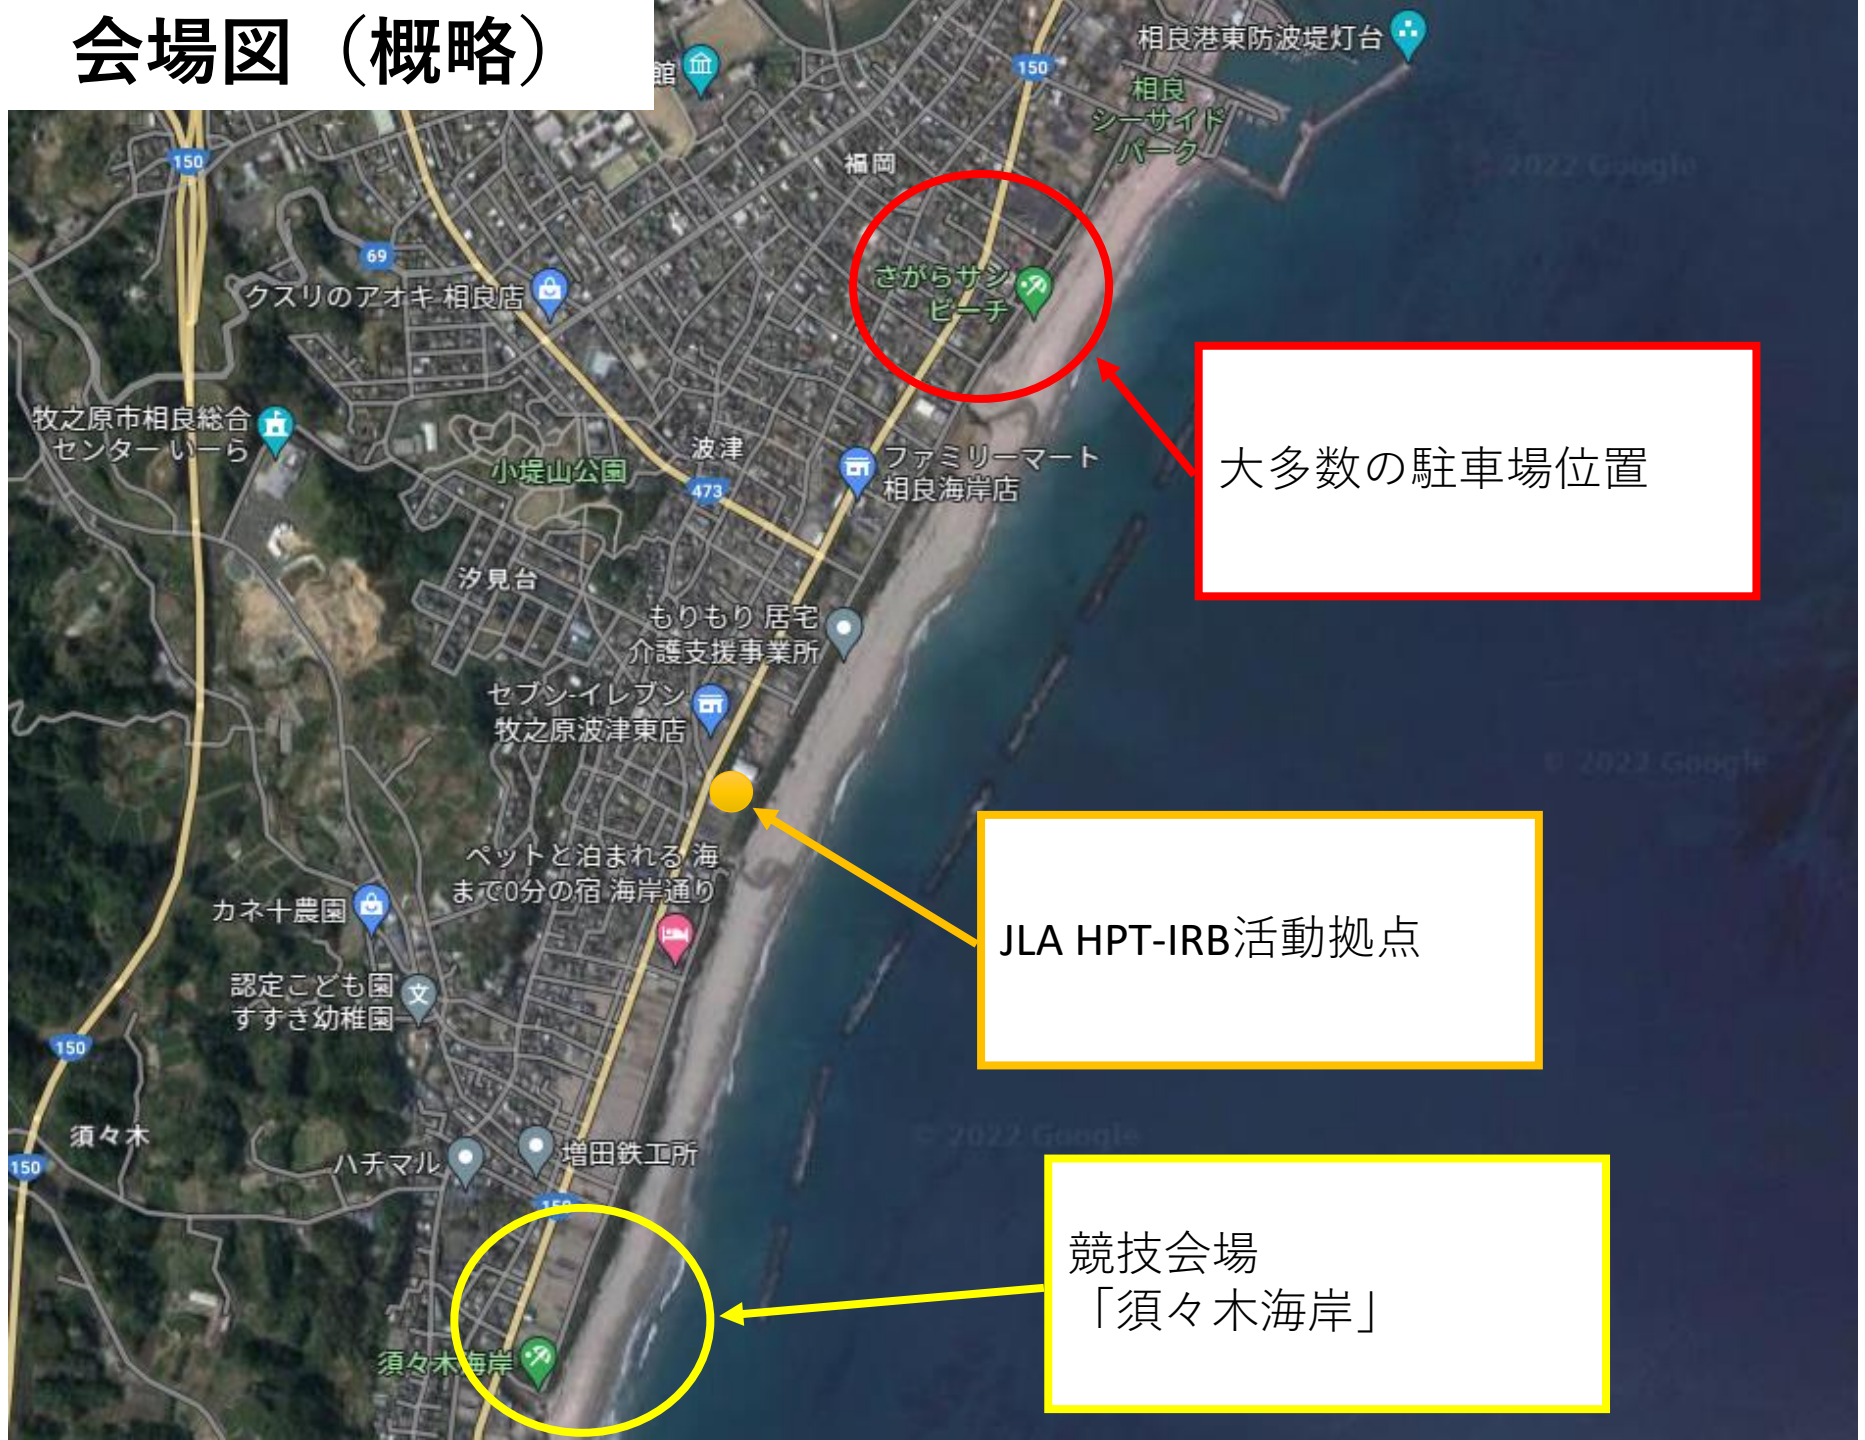 会場図（概略）
館
150
相良港東防波堤灯台
相良
シーサイド
パーク
150
福岡
2022 Google
69
クスリのアオキ 相良店
さがらサン
ビーチ
大多数の駐車場位置
牧之原市相良総合
センター いーら
小堤山公園
波津
473
ファミリーマート
相良海岸店
汐見台
もりもり 居宅
介護支援事業所
セブン-イレブン
牧之原波津東店
© 2022 Google
ペットと泊まれる 海
まで0分の宿 海岸通り
カネ十農園
JLA HPT-IRB活動拠点
認定こども園
すすき幼稚園
文
150
須々木
150
ハチマル
増田鉄工所
© 2022 Google
150
競技会場
「須々木海岸」
須々木海岸